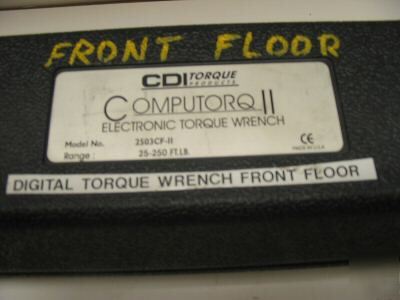 FRONT FLOOR
CDI TORQUE
PRODUCTS
COMPUTORQ II
ELECTRONIC TORQUE WRENCH
Model No. 2503CF-II
Range : 25-250 FT.LB.
CE
MADE IN U.S.A.
DIGITAL TORQUE WRENCH FRONT FLOOR